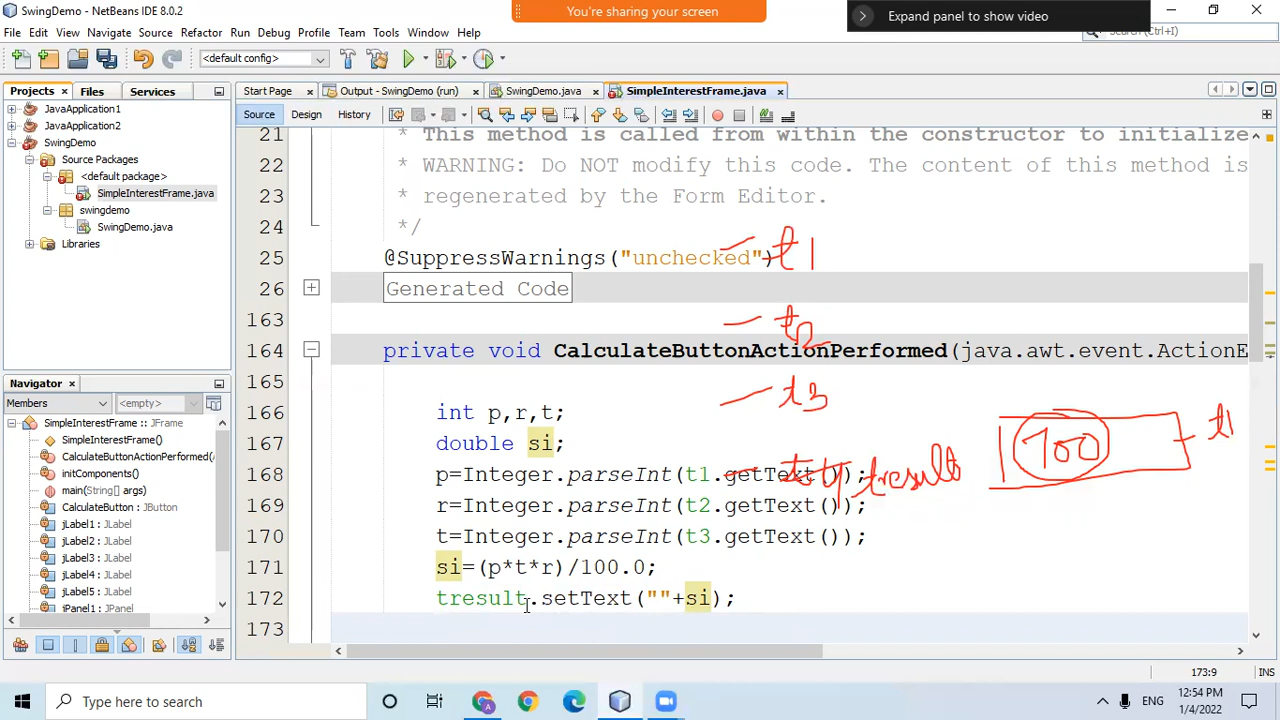 SwingDemo - NetBeans IDE 8.0.2
You're sharing your screen
Expand panel to show video
File Edit View Navigate Source Refactor Run Debug Profile Team Tools Window Help
Search (Ctrl+I)
<default config>
Projects Files Services
Start Page Output - SwingDemo (run) SwingDemo.java SimpleInterestFrame.java
Source Design History
JavaApplication1
JavaApplication2
SwingDemo
Source Packages
<default package>
SimpleInterestFrame.java
swingdemo
SwingDemo.java
Libraries
Navigator
Members <empty>
SimpleInterestFrame :: JFrame
SimpleInterestFrame()
CalculateButtonActionPerformed(
initComponents()
main(String[] args)
CalculateButton : JButton
jLabel1 : JLabel
jLabel2 : JLabel
jLabel3 : JLabel
jLabel4 : JLabel
jLabel5 : JLabel
jPanel1 : JPanel
21 * This method is called from within the constructor to initialize
22 * WARNING: Do NOT modify this code. The content of this method is
23 * regenerated by the Form Editor.
24 */
25 @SuppressWarnings("unchecked")
26 Generated Code
163
164 private void CalculateButtonActionPerformed(java.awt.event.ActionE
165
166 int p,r,t;
167 double si;
168 p=Integer.parseInt(t1.getText());
169 r=Integer.parseInt(t2.getText());
170 t=Integer.parseInt(t3.getText());
171 si=(p*t*r)/100.0;
172 tresult.setText(""+si);
173
t1
t2
t3
tresult
100
t1
173:9 INS
Type here to search
ENG
12:54 PM
1/4/2022